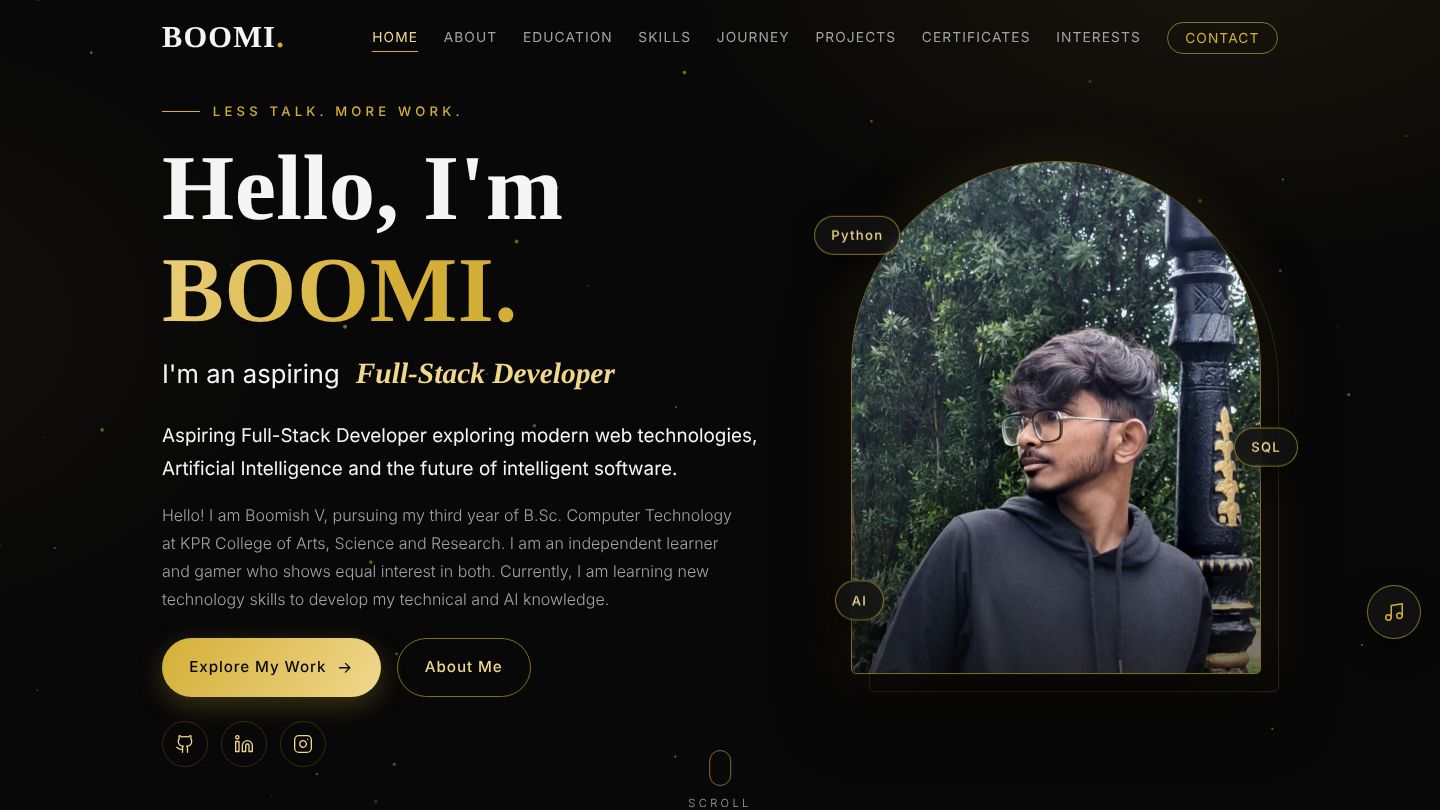 BOOMI.
HOME ABOUT EDUCATION SKILLS JOURNEY PROJECTS CERTIFICATES INTERESTS CONTACT
LESS TALK. MORE WORK.
Hello, I'm
BOOMI.
I'm an aspiring Full-Stack Developer
Aspiring Full-Stack Developer exploring modern web technologies,
Artificial Intelligence and the future of intelligent software.
Hello! I am Boomish V, pursuing my third year of B.Sc. Computer Technology
at KPR College of Arts, Science and Research. I am an independent learner
and gamer who shows equal interest in both. Currently, I am learning new
technology skills to develop my technical and AI knowledge.
Explore My Work →
About Me
Python
SQL
AI
SCROLL